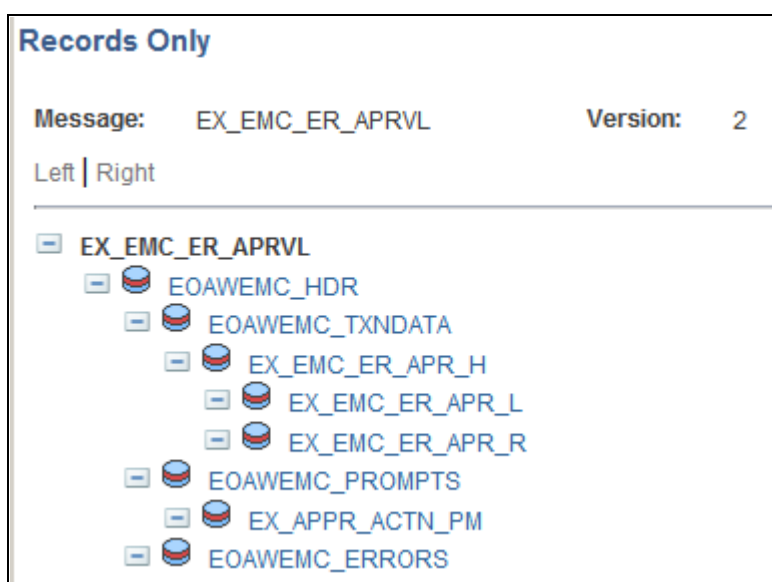 Records Only
Message: EX_EMC_ER_APRVL Version: 2
Left | Right
EX_EMC_ER_APRVL
EOAWEMC_HDR
EOAWEMC_TXNDATA
EX_EMC_ER_APR_H
EX_EMC_ER_APR_L
EX_EMC_ER_APR_R
EOAWEMC_PROMPTS
EX_APPR_ACTN_PM
EOAWEMC_ERRORS